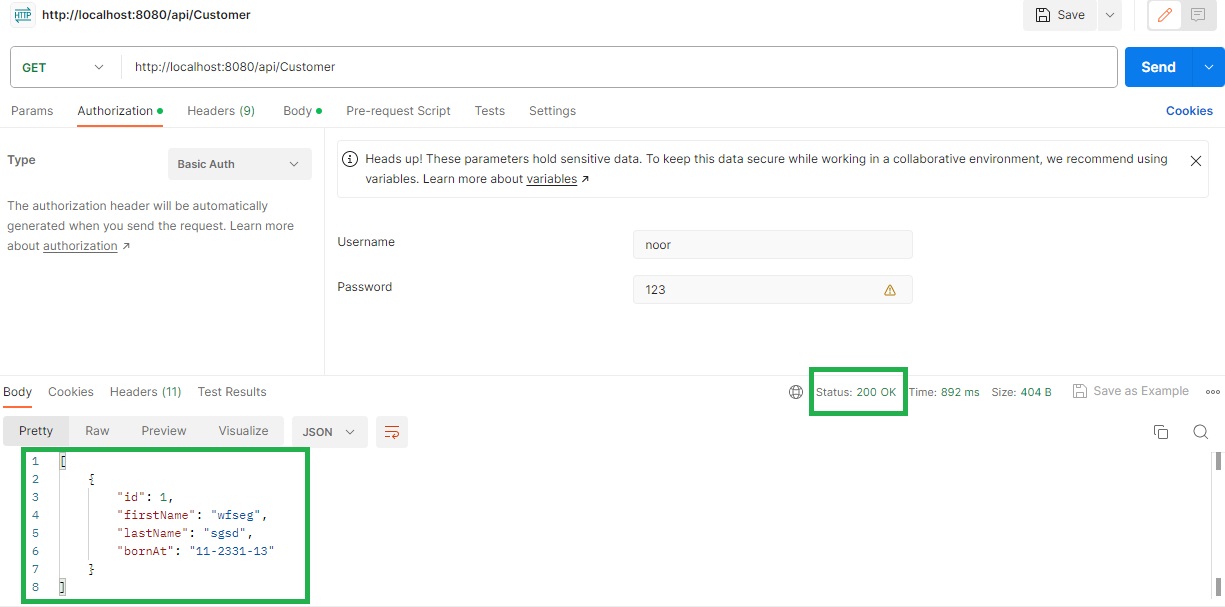 HTTP http://localhost:8080/api/Customer Save
GET http://localhost:8080/api/Customer Send
Params Authorization Headers (9) Body Pre-request Script Tests Settings Cookies
Type Basic Auth
The authorization header will be automatically
generated when you send the request. Learn more
about authorization ↗
Heads up! These parameters hold sensitive data. To keep this data secure while working in a collaborative environment, we recommend using
variables. Learn more about variables ↗
Username noor
Password 123
Body Cookies Headers (11) Test Results Status: 200 OK Time: 892 ms Size: 404 B Save as Example
Pretty Raw Preview Visualize JSON
1 [
2 {
3 "id": 1,
4 "firstName": "wfseg",
5 "lastName": "sgsd",
6 "bornAt": "11-2331-13"
7 }
8 ]